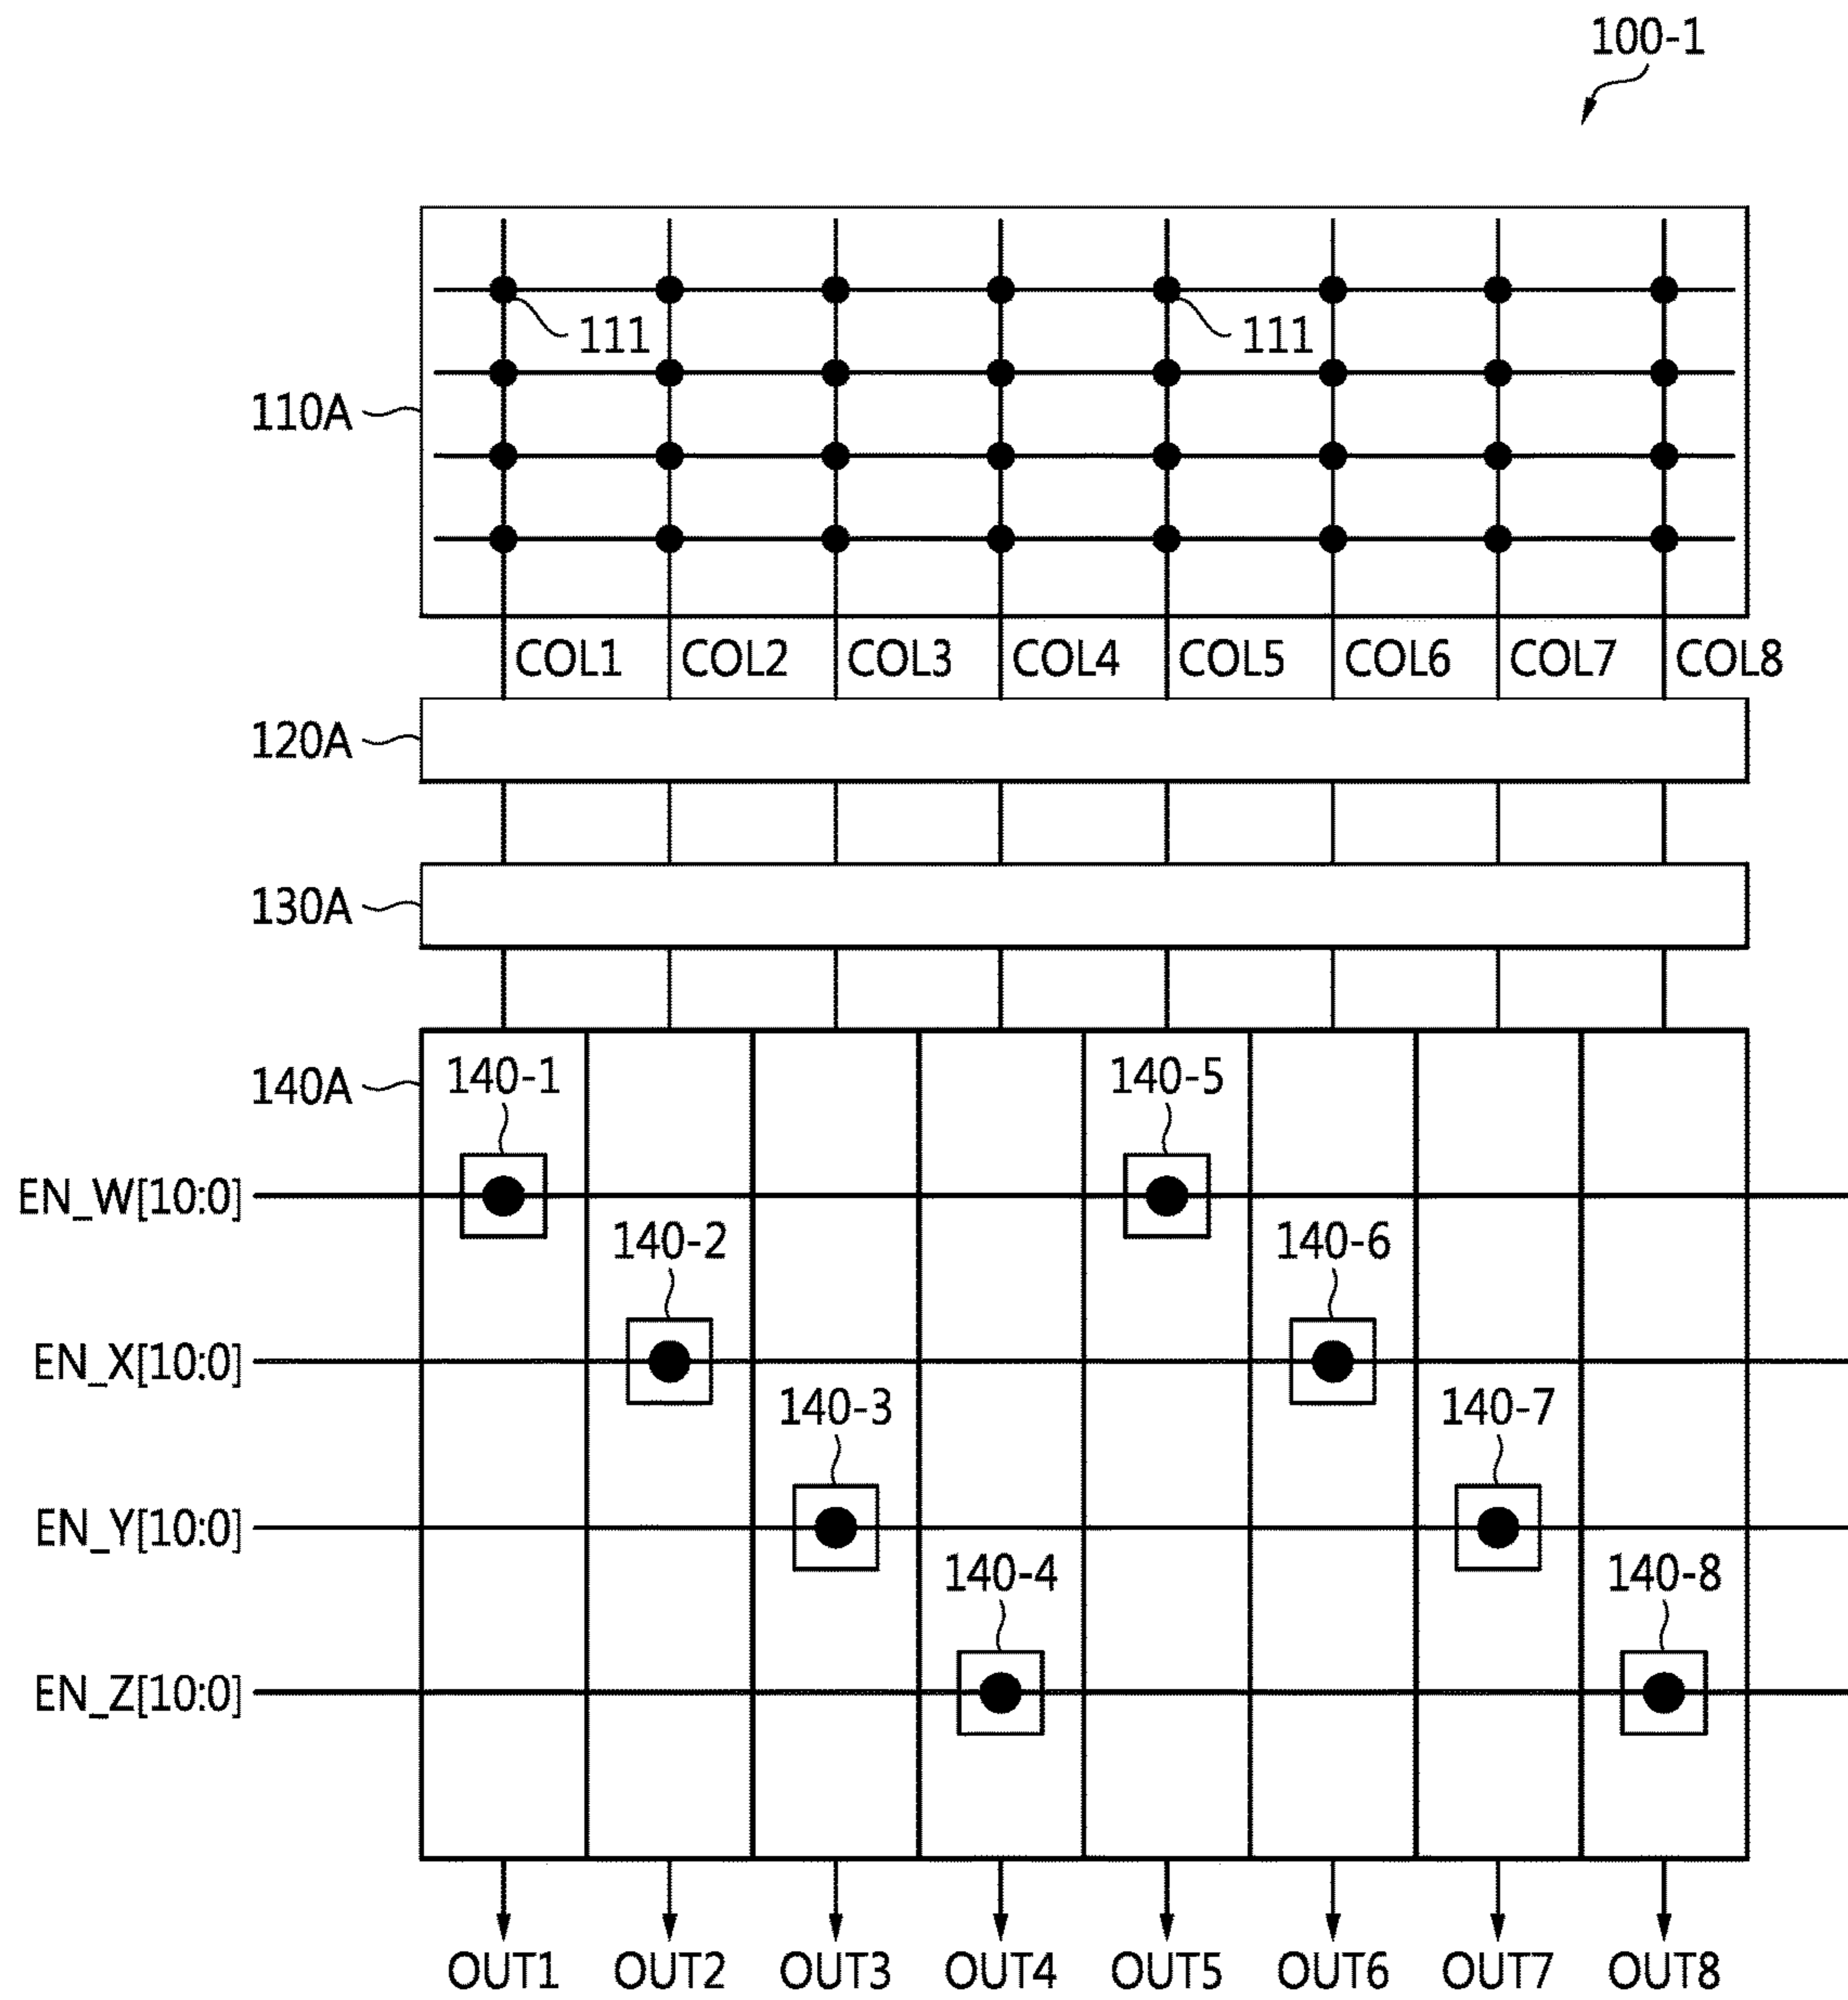 100-1
111 111
110A
COL1 COL2 COL3 COL4 COL5 COL6 COL7 COL8
120A
130A
140A 140-1 140-5
EN_W[10:0]
140-2 140-6
EN_X[10:0]
140-3 140-7
EN_Y[10:0]
140-4 140-8
EN_Z[10:0]
OUT1 OUT2 OUT3 OUT4 OUT5 OUT6 OUT7 OUT8